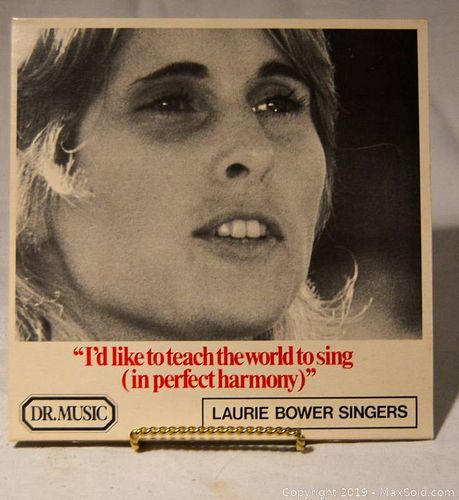 “I'd like to teach the world to sing
(in perfect harmony)”
DR. MUSIC
LAURIE BOWER SINGERS
Copyright 2019 - MaxSold.com